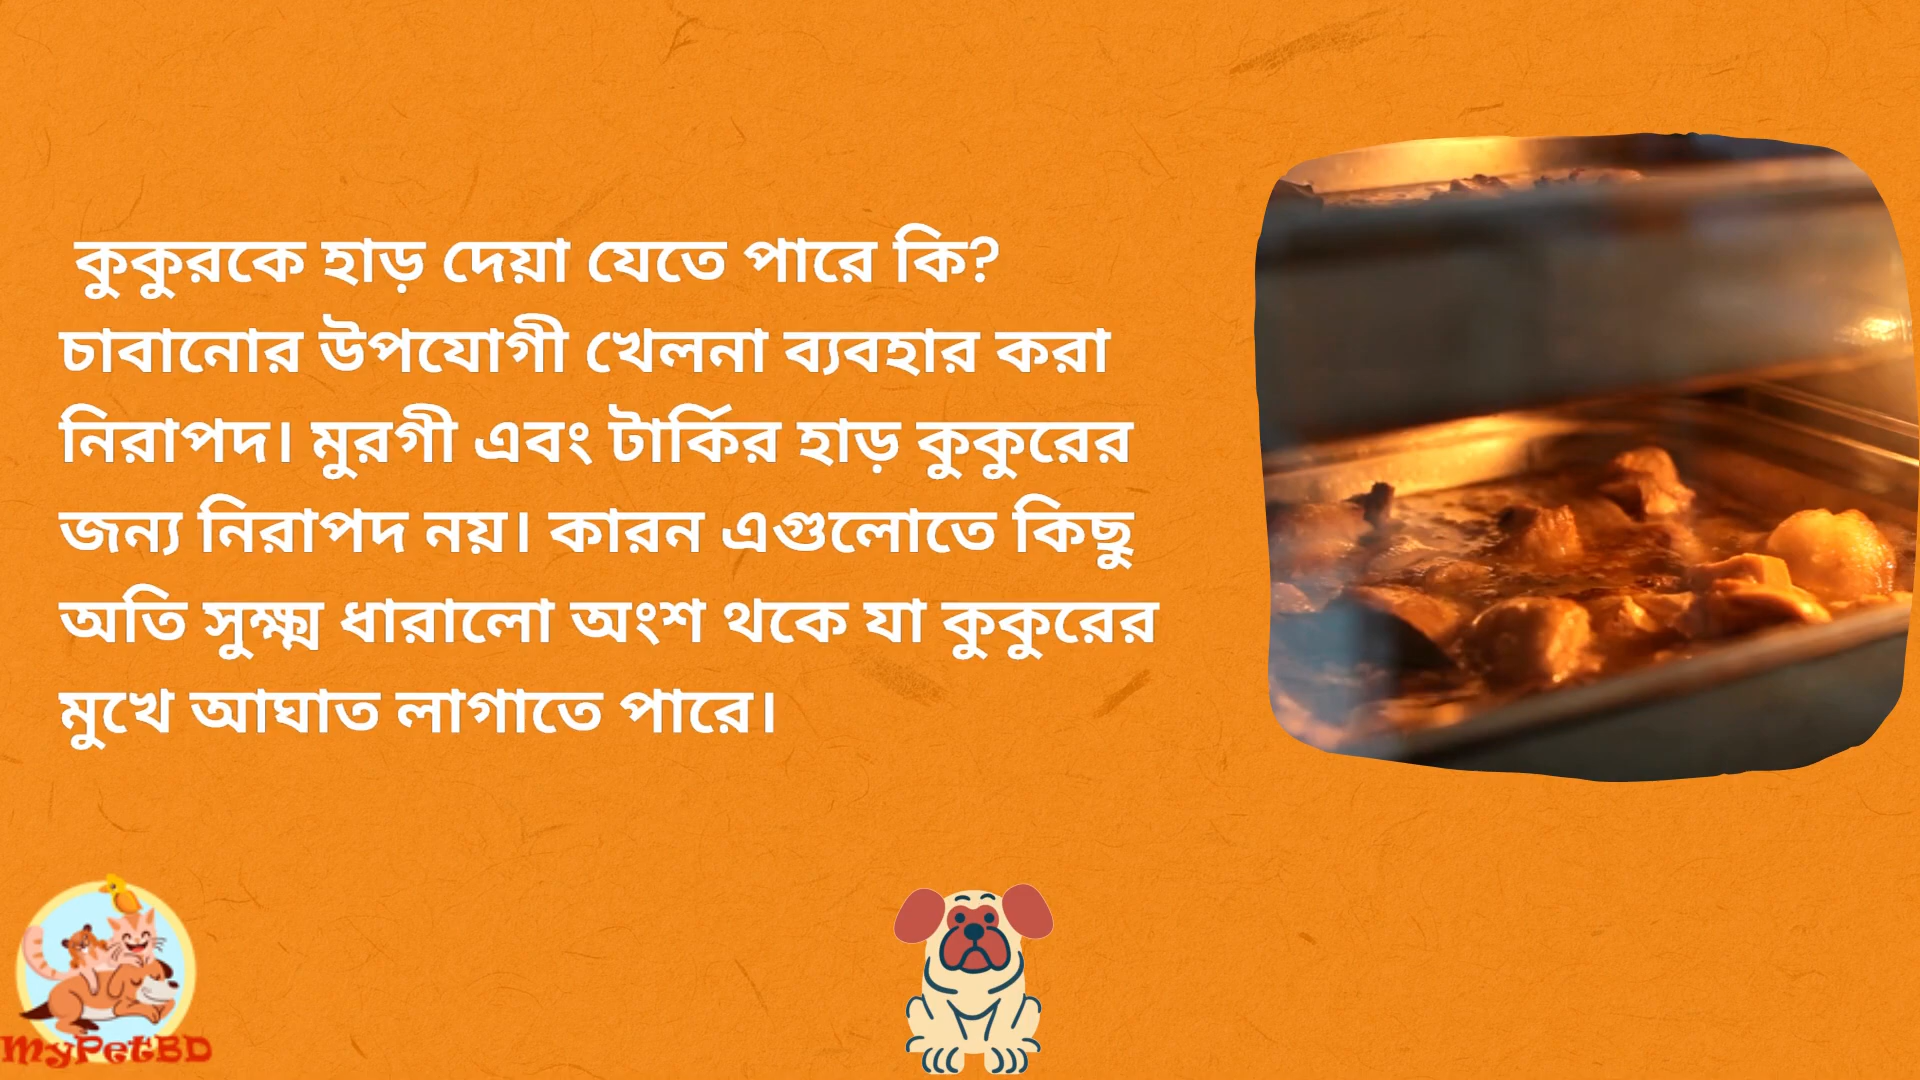 কুকুরকে হাড় দেয়া যেতে পারে কি?
চাবানোর উপযোগী খেলনা ব্যবহার করা
নিরাপদ। মুরগী এবং টার্কির হাড় কুকুরের
জন্য নিরাপদ নয়। কারন এগুলোতে কিছু
অতি সুক্ষ্ম ধারালো অংশ থকে যা কুকুরের
মুখে আঘাত লাগাতে পারে।
MyPetBD